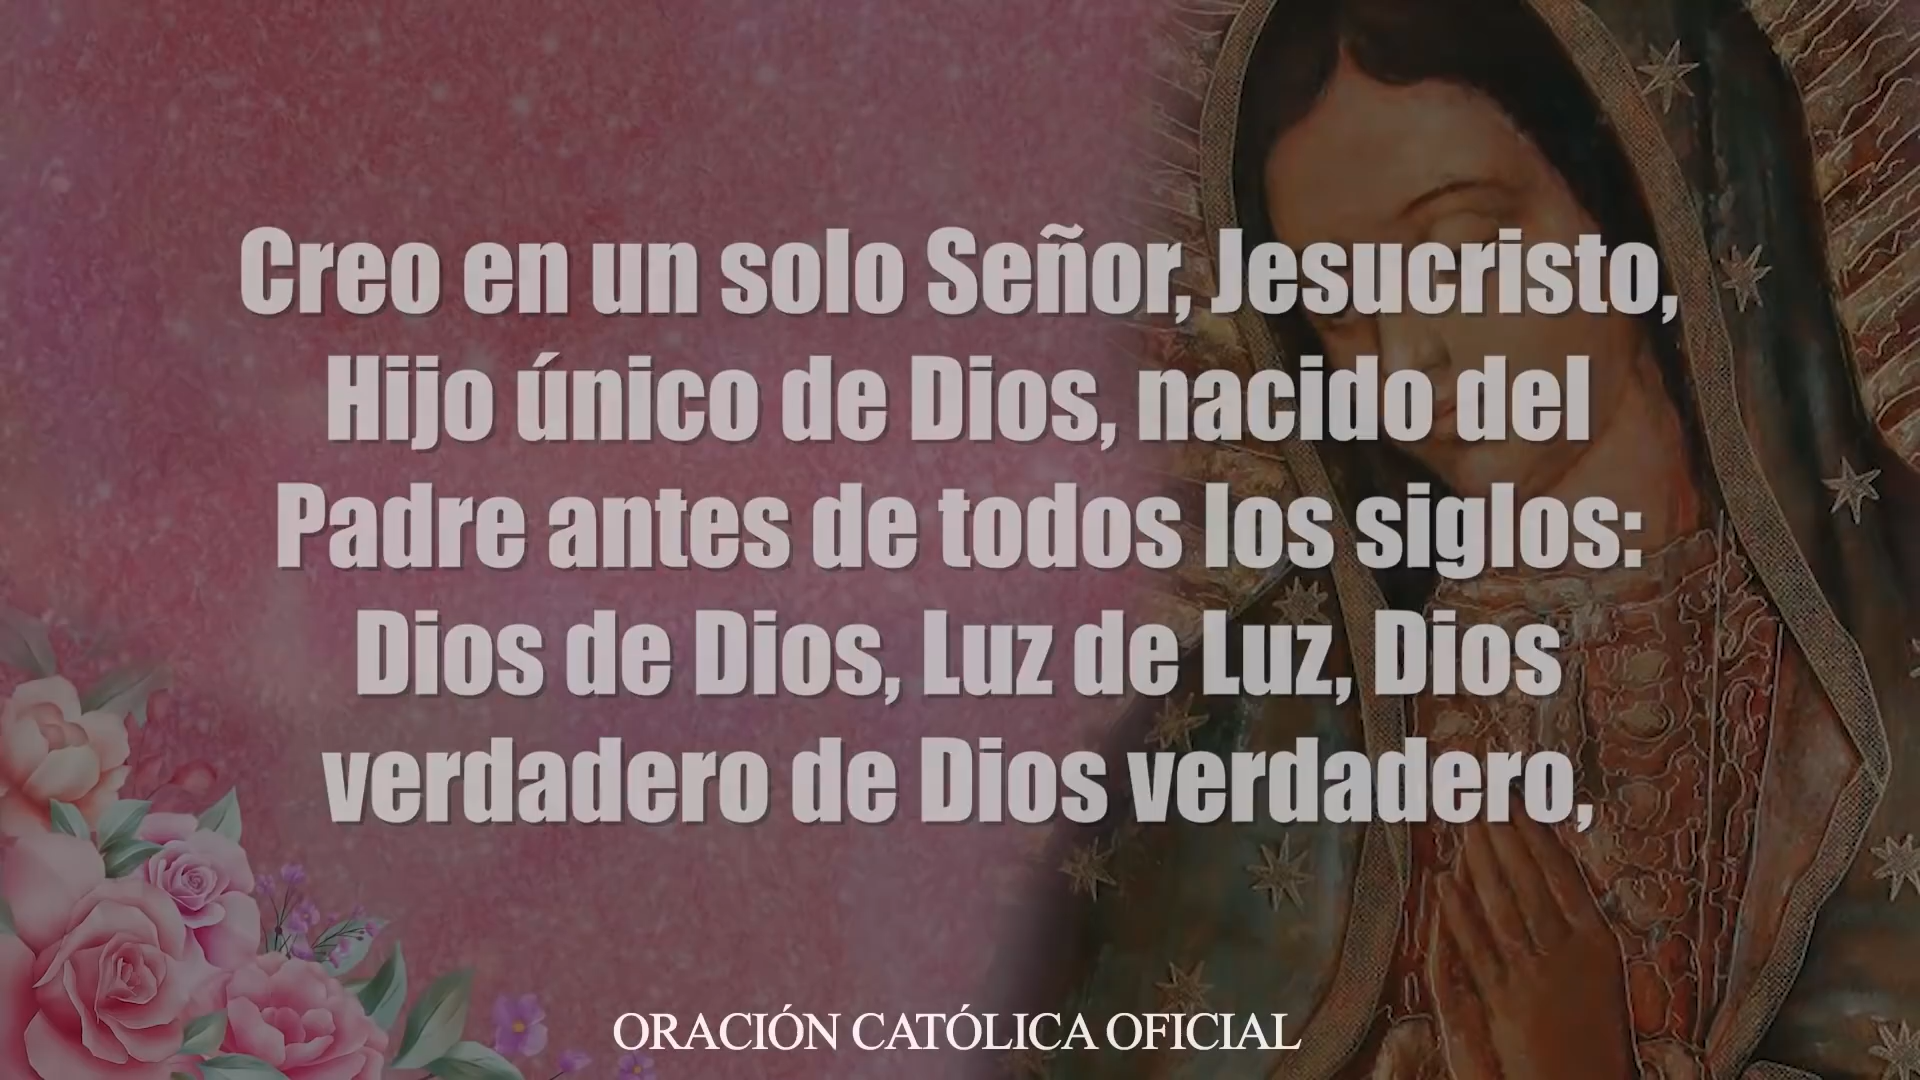 Creo en un solo Señor, Jesucristo,
Hijo único de Dios, nacido del
Padre antes de todos los siglos:
Dios de Dios, Luz de Luz, Dios
verdadero de Dios verdadero,
ORACIÓN CATÓLICA OFICIAL